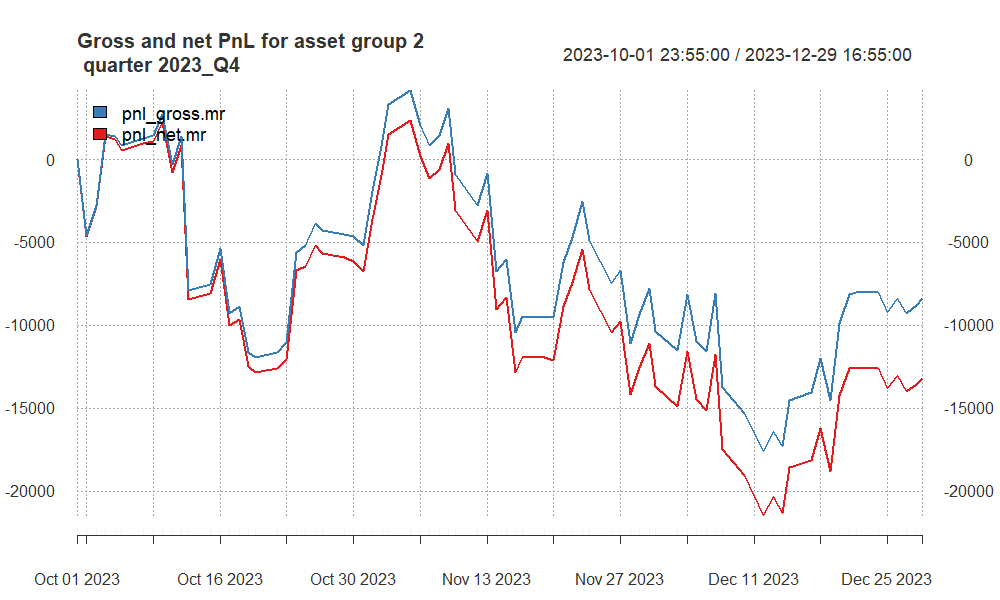 Gross and net PnL for asset group 2
quarter 2023_Q4
2023-10-01 23:55:00 / 2023-12-29 16:55:00
pnl_gross.mr
pnl_net.mr
0 0
-5000 -5000
-10000 -10000
-15000 -15000
-20000 -20000
Oct 01 2023 Oct 16 2023 Oct 30 2023 Nov 13 2023 Nov 27 2023 Dec 11 2023 Dec 25 2023